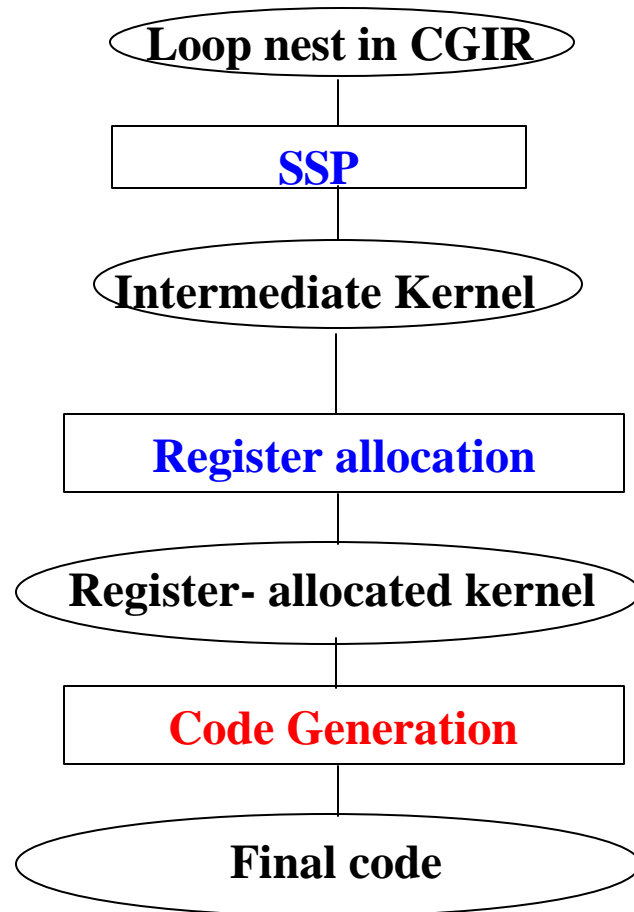 Loop nest in CGIR
SSP
Intermediate Kernel
Register allocation
Register- allocated kernel
Code Generation
Final code